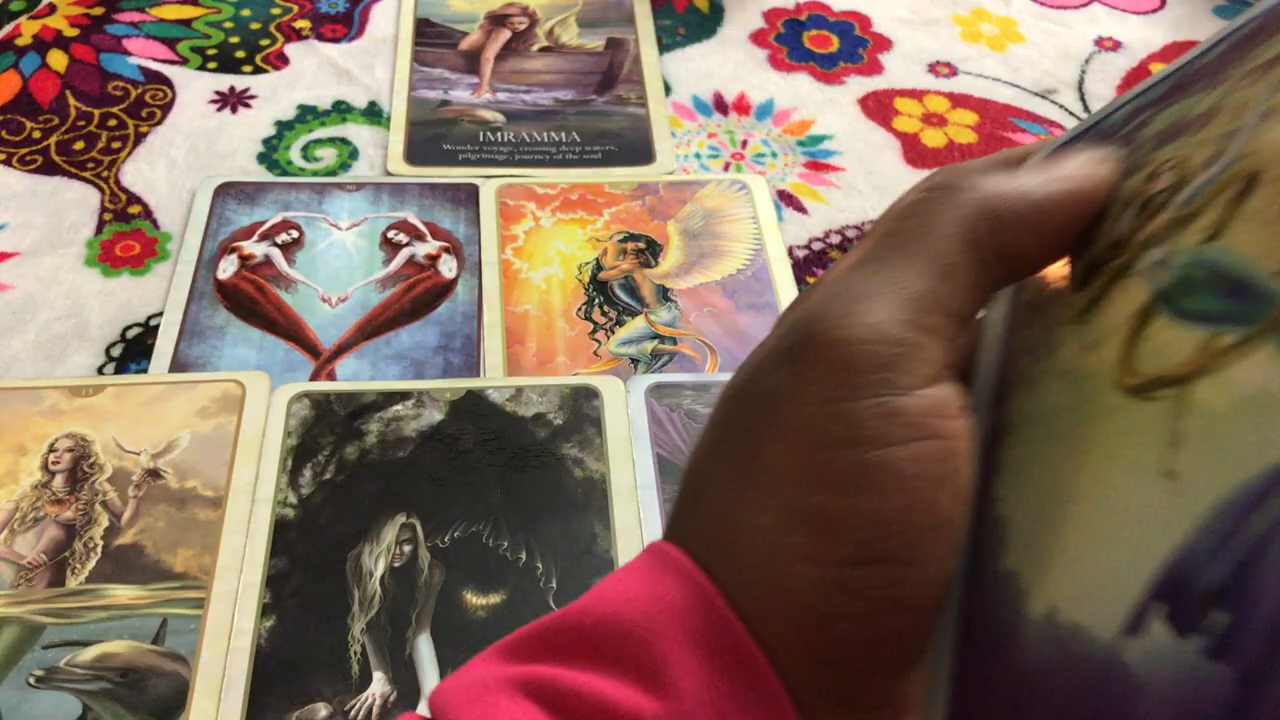 IMRAMMA
Wonder voyage, crossing deep waters,
pilgrimage, journey of the soul